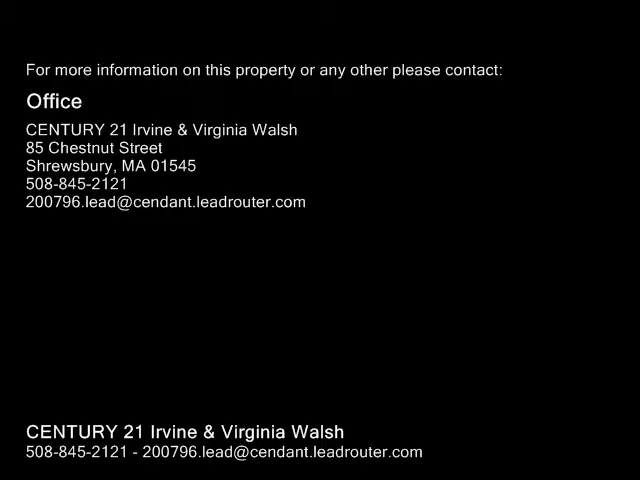 For more information on this property or any other please contact:
Office
CENTURY 21 Irvine & Virginia Walsh
85 Chestnut Street
Shrewsbury, MA 01545
508-845-2121
200796.lead@cendant.leadrouter.com
CENTURY 21 Irvine & Virginia Walsh
508-845-2121 - 200796.lead@cendant.leadrouter.com